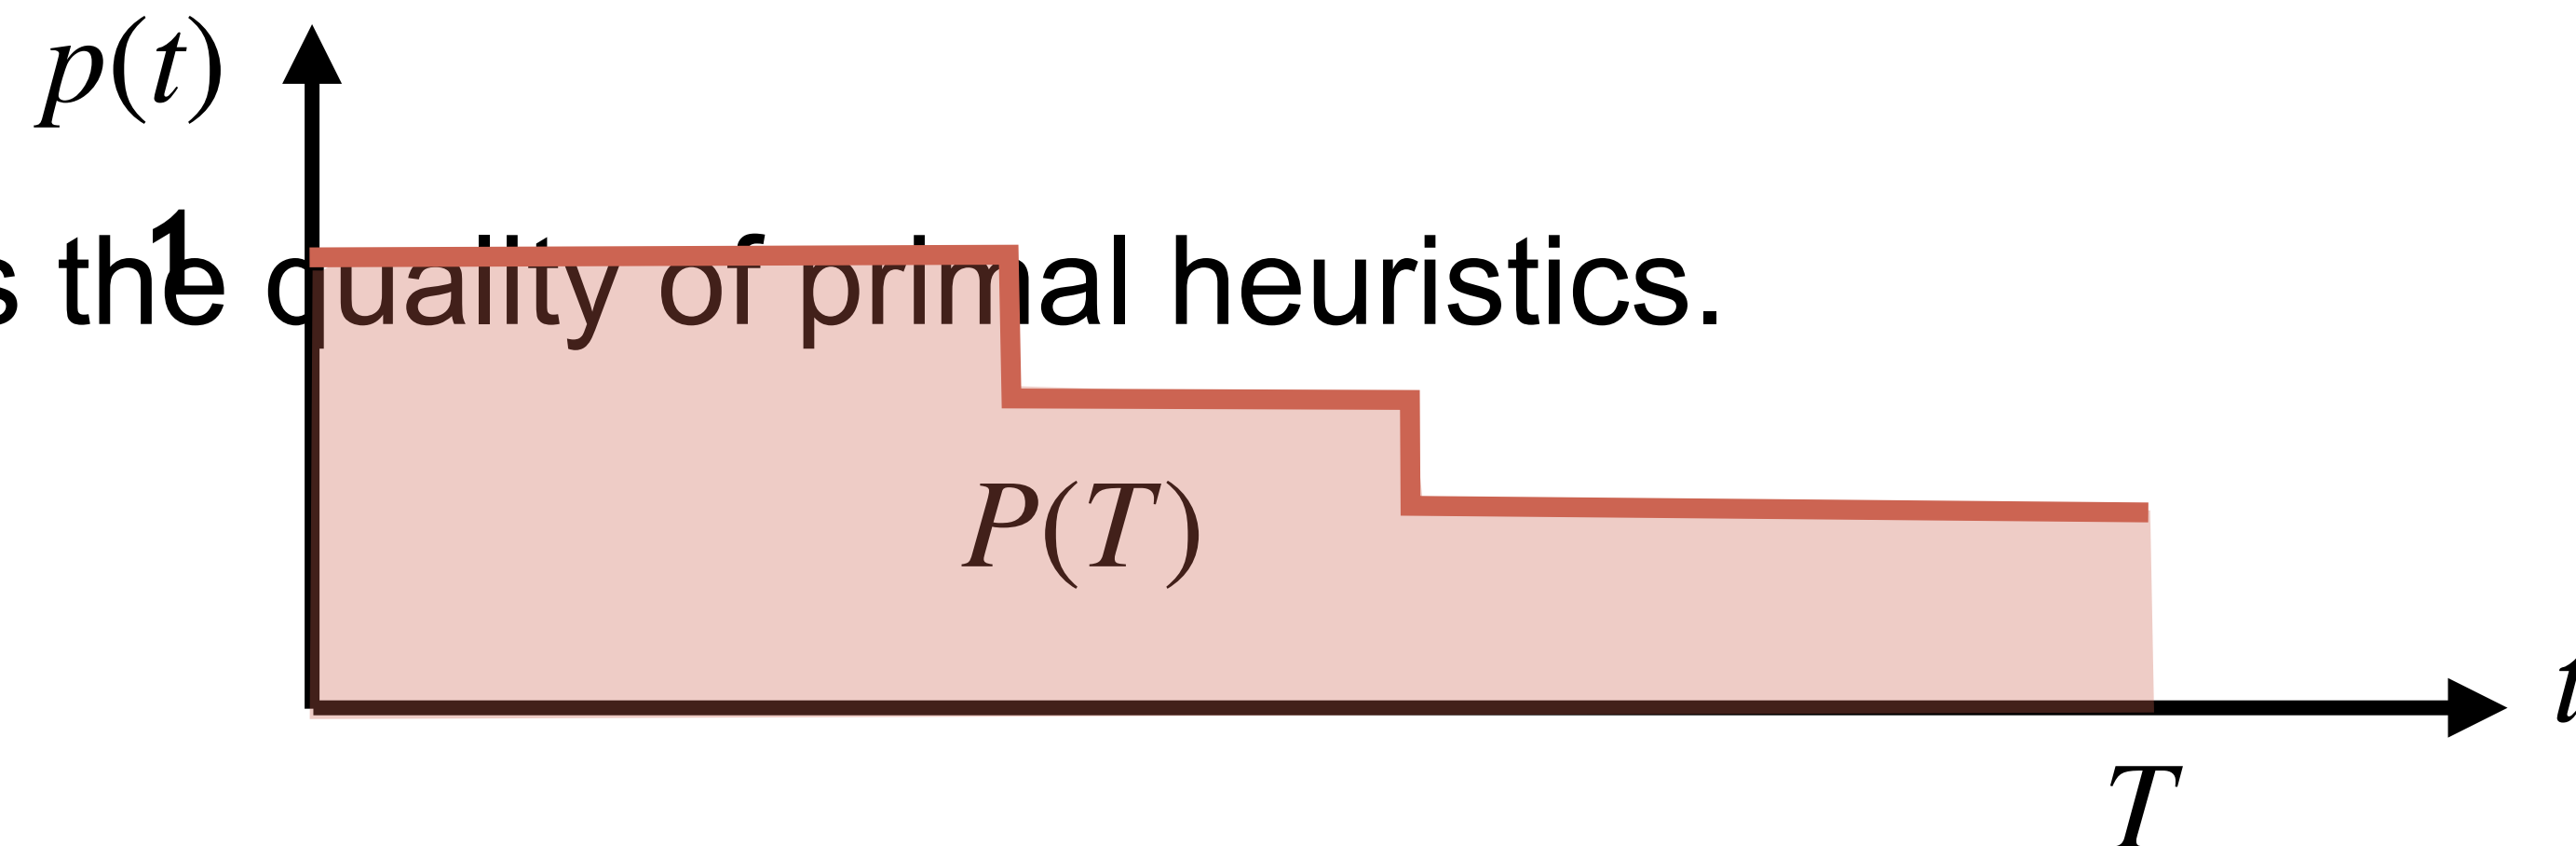 p(t)
1
s the quality of primal heuristics.
P(T)
t
T